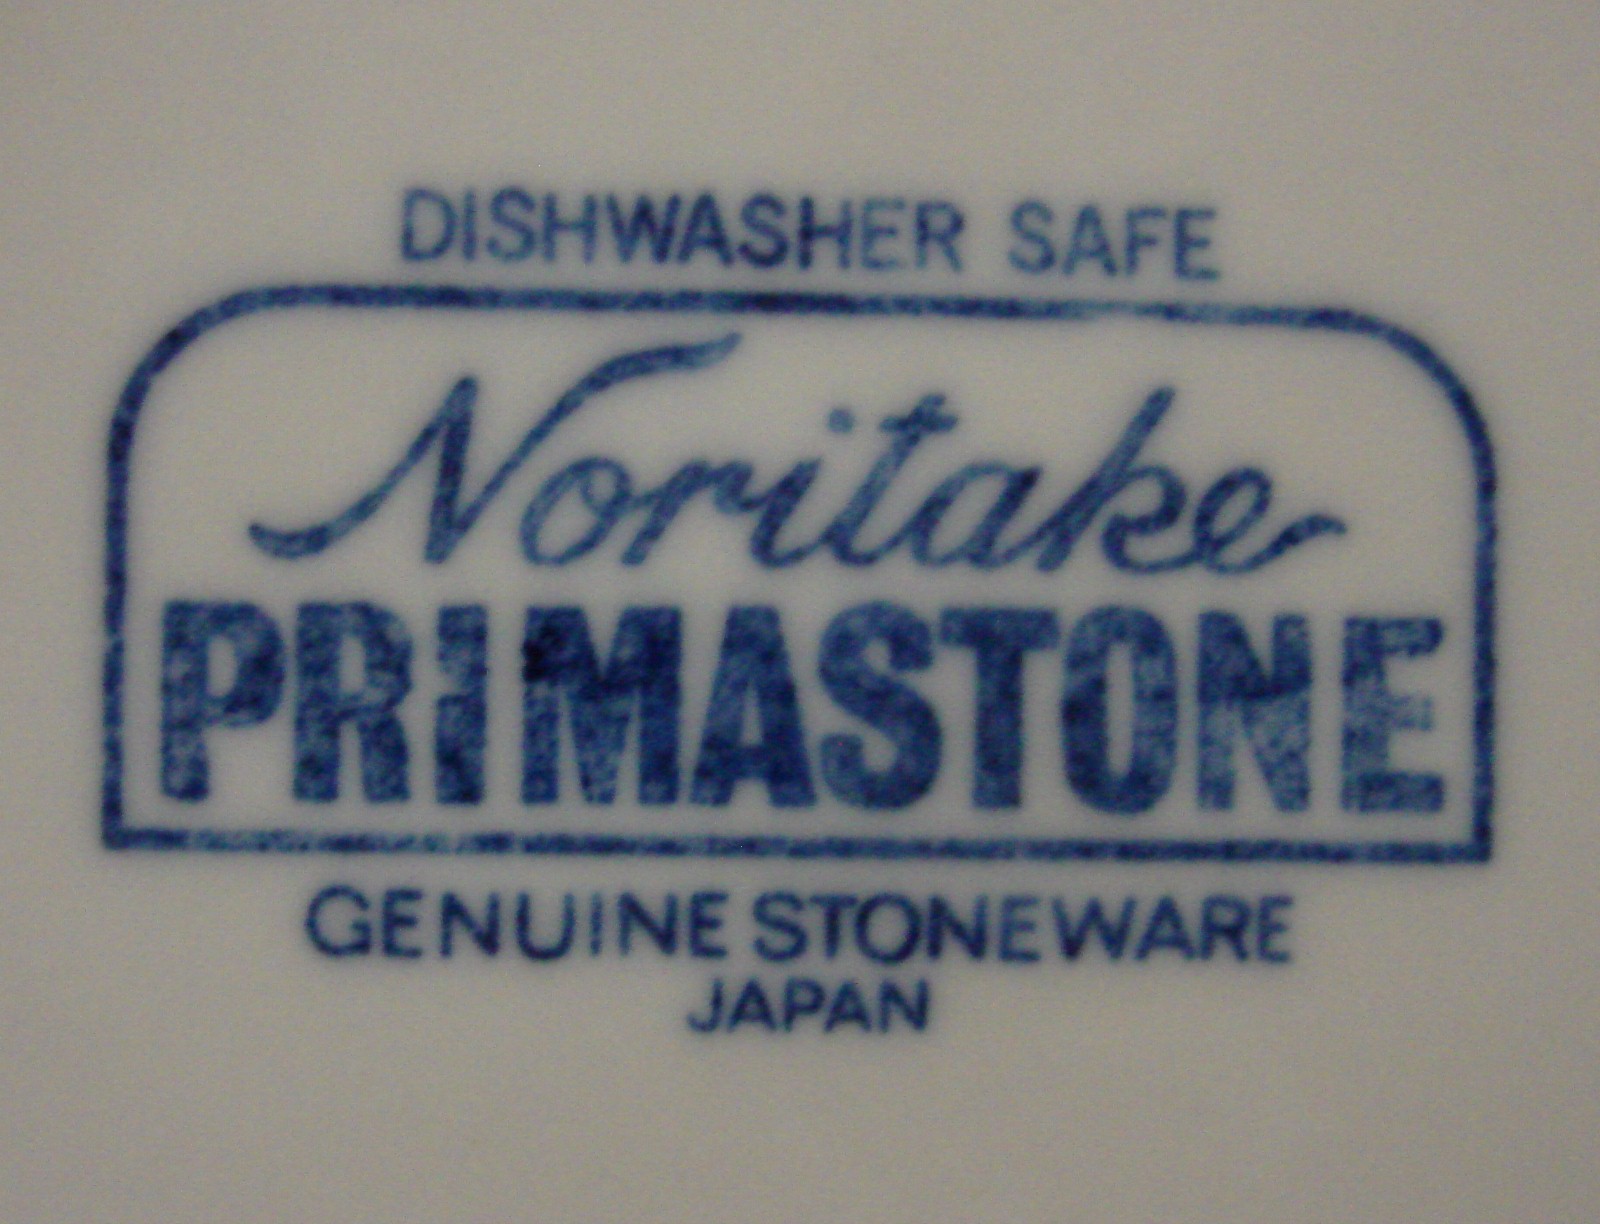 DISHWASHER SAFE
Noritake
PRIMASTONE
GENUINE STONEWARE
JAPAN